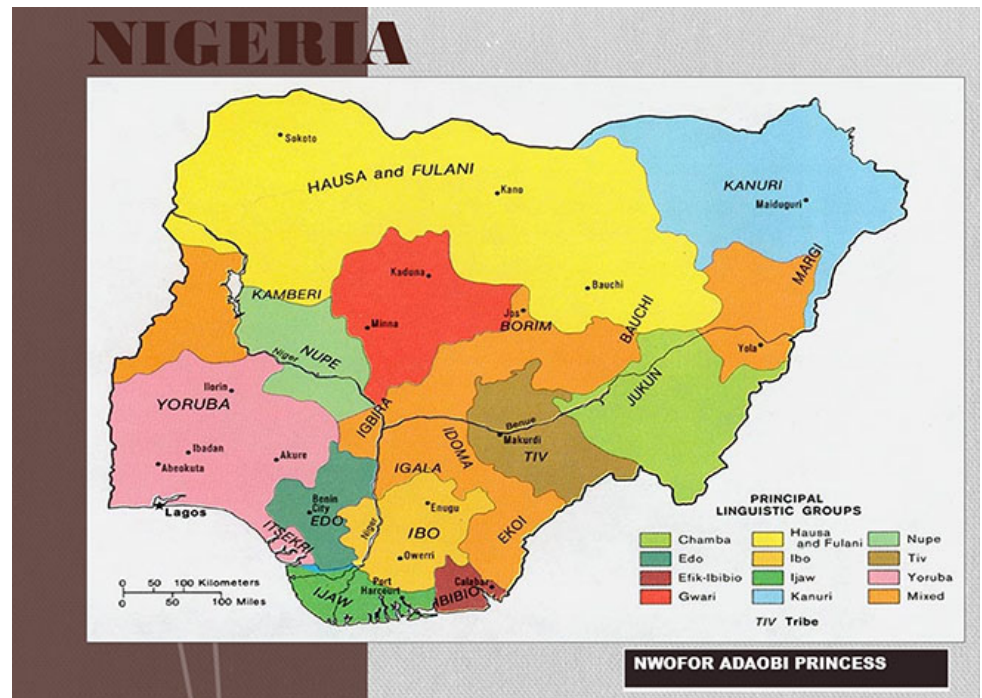 NIGERIA
Sokoto
HAUSA and FULANI
Kano
KANURI
Maiduguri
Kaduna
Bauchi
MARGI
KAMBERI
Minna
Jos
BORIM
BAUCHI
Yola
Niger
NUPE
Ilorin
YORUBA
IGBIRA
JUKUN
Ibadan
Abeokuta
Akure
IDOMA
Benue
Makurdi
TIV
IGALA
Lagos
Benin
City
EDO
Enugu
IBO
Niger
ITSEKRI
Owerri
EKOI
IJAW
Port
Harcourt
Calabar
IBIBIO
0 50 100 Kilometers
0 50 100 Miles
PRINCIPAL
LINGUISTIC GROUPS
Chamba
Edo
Efik-Ibibio
Gwari
Hausa
and Fulani
Ibo
Ijaw
Kanuri
Nupe
Tiv
Yoruba
Mixed
TIV Tribe
NWOFOR ADAOBI PRINCESS